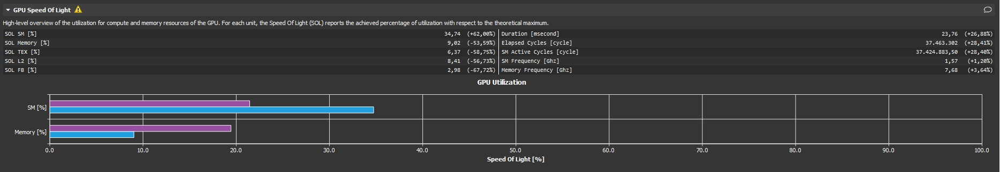 GPU Speed Of Light
High-level overview of the utilization for compute and memory resources of the GPU. For each unit, the Speed Of Light (SOL) reports the achieved percentage of utilization with respect to the theoretical maximum.
SOL SM [%] 34,74 (+62,00%) Duration [msecond] 23,76 (+26,88%)
SOL Memory [%] 9,02 (-53,59%) Elapsed Cycles [cycle] 37.463.302 (+28,41%)
SOL TEX [%] 6,37 (-58,75%) SM Active Cycles [cycle] 37.424.883,50 (+28,40%)
SOL L2 [%] 8,41 (-56,73%) SM Frequency [Ghz] 1,57 (+1,20%)
SOL FB [%] 2,98 (-67,72%) Memory Frequency [Ghz] 7,68 (+3,64%)
GPU Utilization
SM [%]
Memory [%]
0.0 10.0 20.0 30.0 40.0 50.0 60.0 70.0 80.0 90.0 100.0
Speed Of Light [%]